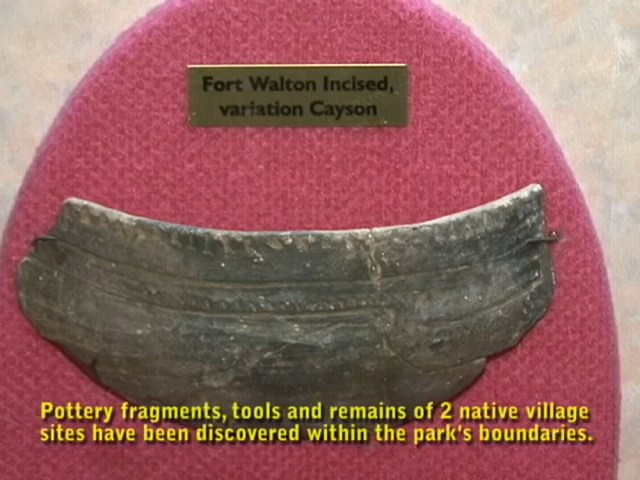 Fort Walton Incised,
variation Cayson
Pottery fragments, tools and remains of 2 native village
sites have been discovered within the park's boundaries.